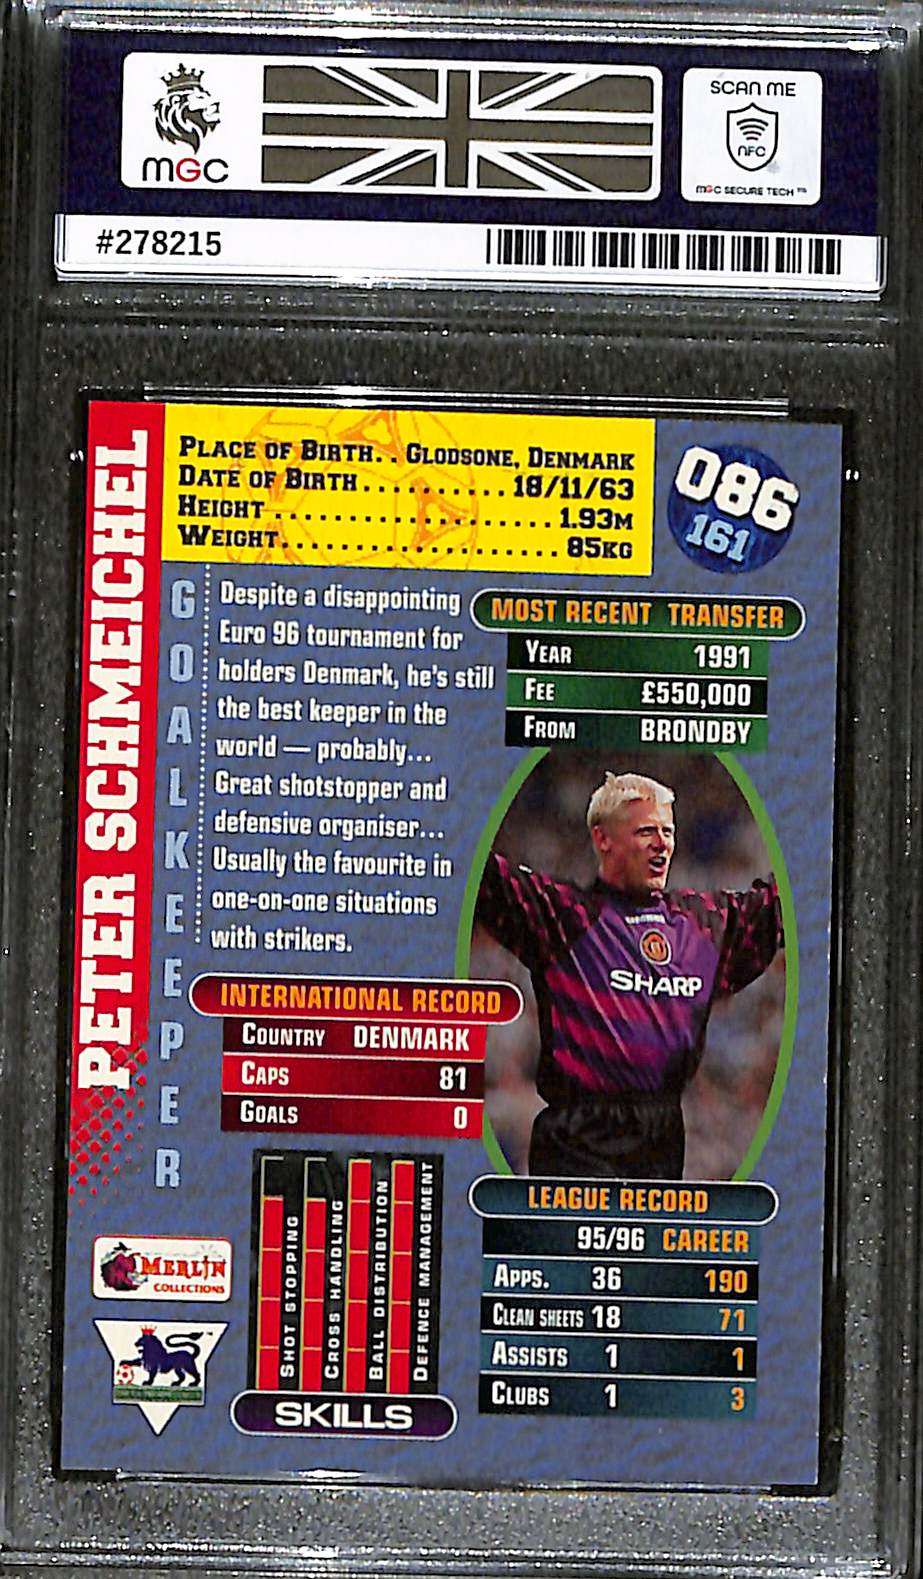 MGC
SCAN ME
NFC
MGC SECURE TECH ™
#278215
PETER SCHMEICHEL
GOALKEEPER
PLACE OF BIRTH. . GLODSONE, DENMARK
DATE OF BIRTH . . . . . . . . . . 18/11/63
HEIGHT . . . . . . . . . . . . . . . . . . . . 1.93M
WEIGHT. . . . . . . . . . . . . . . . . . . . 85KG
086
161
Despite a disappointing
Euro 96 tournament for
holders Denmark, he's still
the best keeper in the
world — probably...
Great shotstopper and
defensive organiser...
Usually the favourite in
one-on-one situations
with strikers.
MOST RECENT TRANSFER
YEAR 1991
FEE £550,000
FROM BRONDBY
SHARP
INTERNATIONAL RECORD
COUNTRY DENMARK
CAPS 81
GOALS 0
SHOT STOPPING
CROSS HANDLING
BALL DISTRIBUTION
DEFENCE MANAGEMENT
SKILLS
LEAGUE RECORD
95/96 CAREER
APPS. 36 190
CLEAN SHEETS 18 71
ASSISTS 1 1
CLUBS 1 3
MERLIN
COLLECTIONS